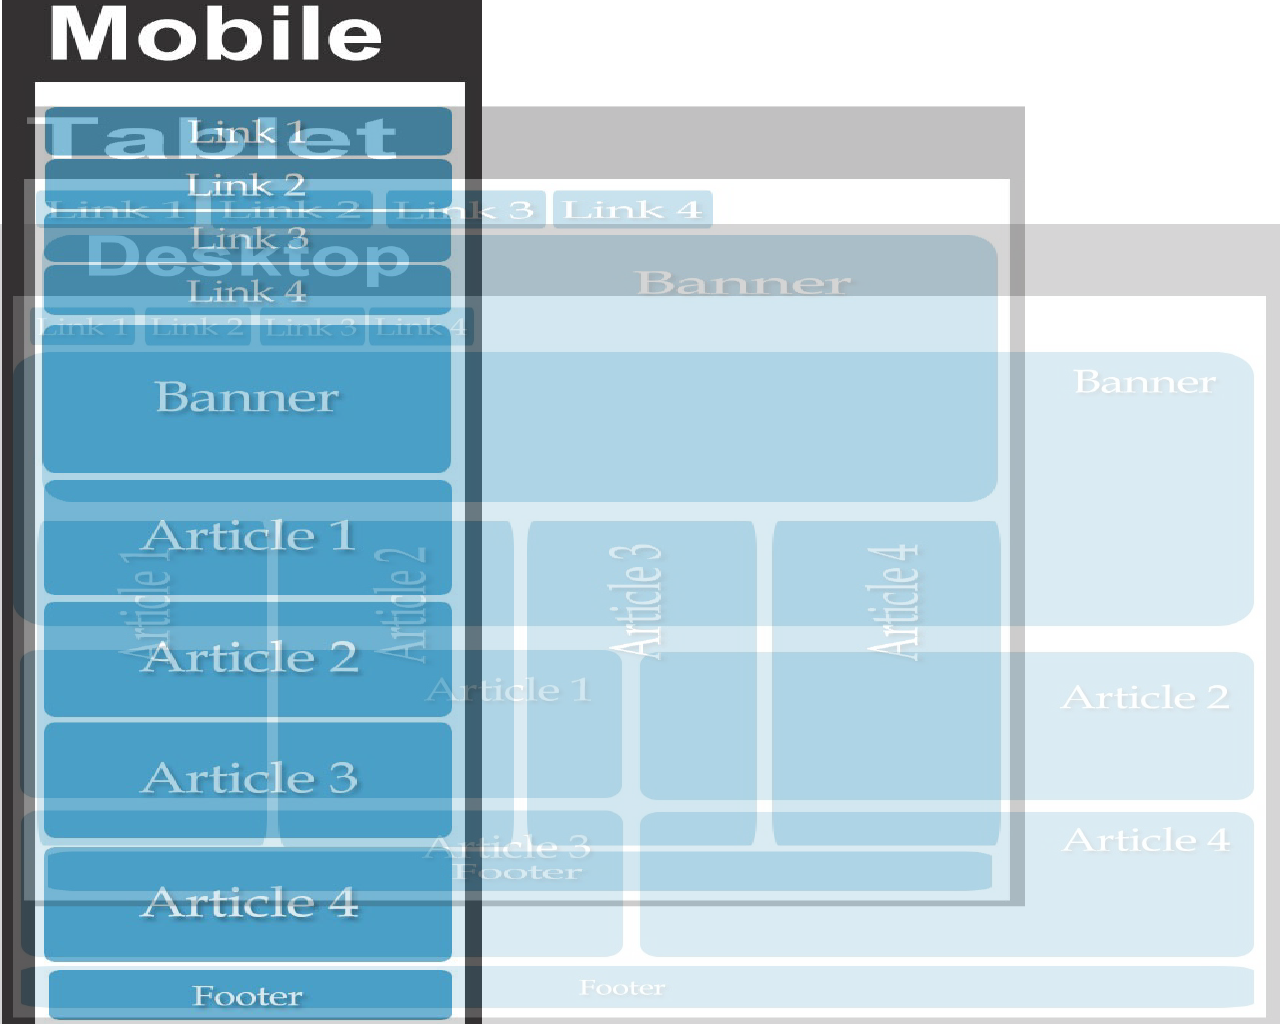 Mobile
Link 1
Link 2
Link 3
Link 4
Banner
Article 1
Article 2
Article 3
Article 4
Footer
Tablet
Link 1
Link 2
Link 3
Link 4
Banner
Article 1
Article 2
Article 3
Article 4
Footer
Desktop
Link 1
Link 2
Link 3
Link 4
Banner
Article 1
Article 2
Article 3
Article 4
Footer